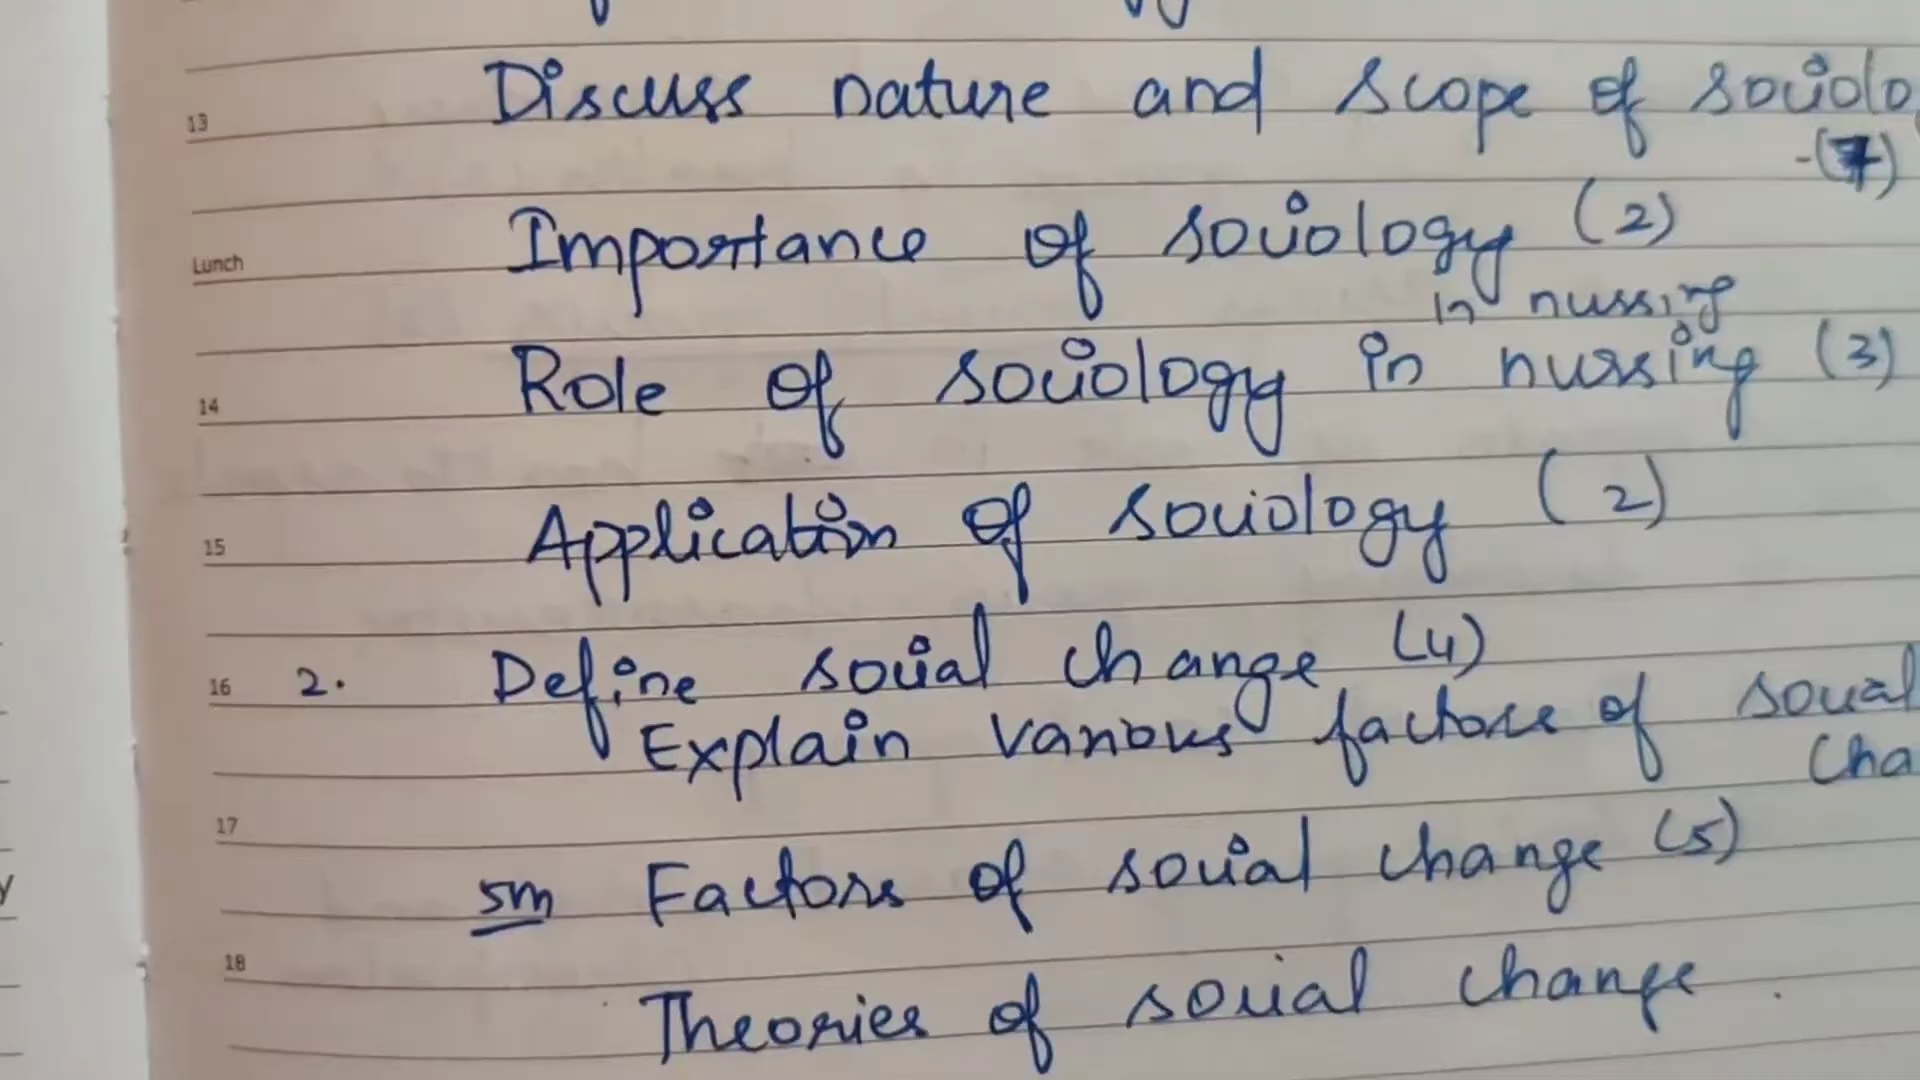 Discuss nature and scope of sociolo
13
-(7)
Importance of sociology (2)
Lunch
in nussing
Role of sociology in nursing (3)
14
Application of sociology (2)
15
16 2. Define social change (4)
Explain various factors of social
Cha
17
5m Factors of social change (5)
18
Theories of social change